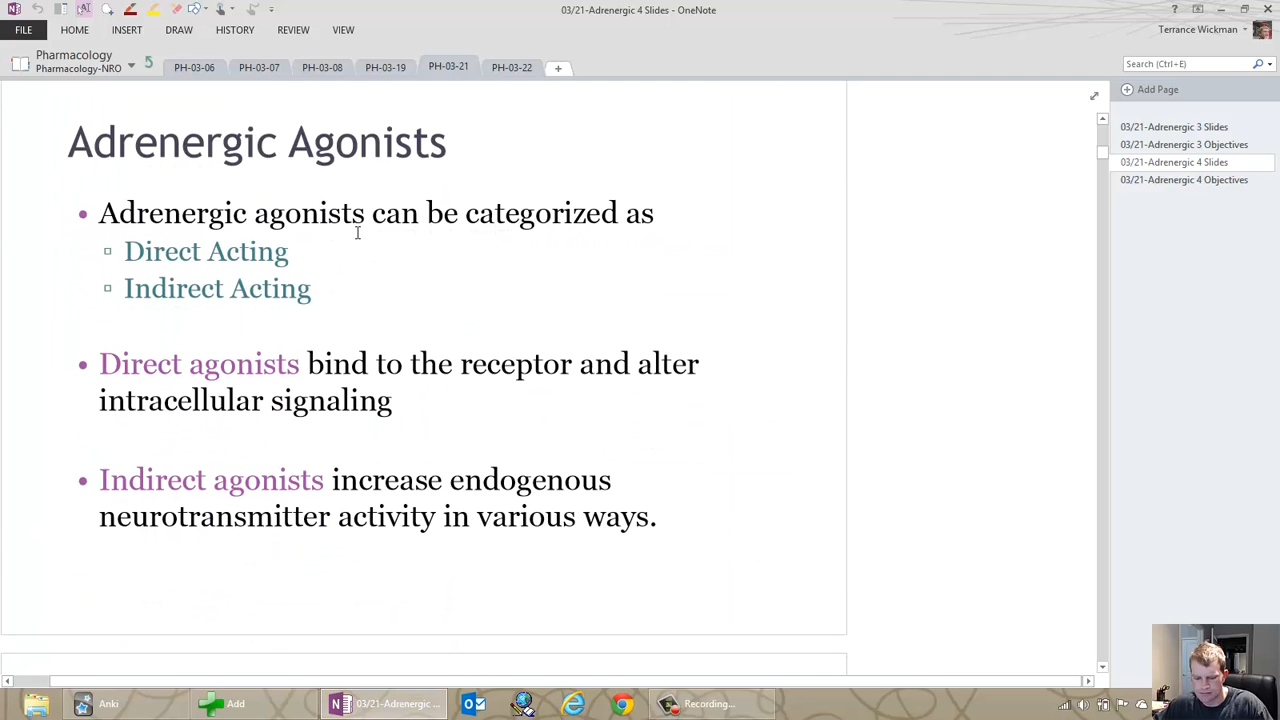 03/21-Adrenergic 4 Slides - OneNote
FILE HOME INSERT DRAW HISTORY REVIEW VIEW
Terrance Wickman
Pharmacology
Pharmacology-NRO
PH-03-06 PH-03-07 PH-03-08 PH-03-19 PH-03-21 PH-03-22
Search (Ctrl+E)
Add Page
03/21-Adrenergic 3 Slides
03/21-Adrenergic 3 Objectives
03/21-Adrenergic 4 Slides
03/21-Adrenergic 4 Objectives
Adrenergic Agonists
• Adrenergic agonists can be categorized as
▫ Direct Acting
▫ Indirect Acting
• Direct agonists bind to the receptor and alter
intracellular signaling
• Indirect agonists increase endogenous
neurotransmitter activity in various ways.
Anki Add 03/21-Adrenergic ... Recording...